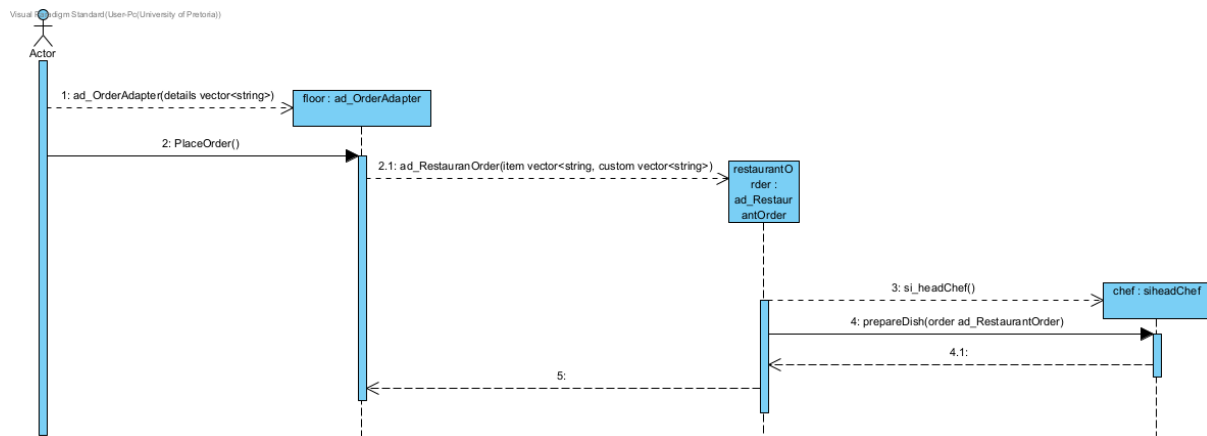 Visual Paradigm Standard(User-Pc(University of Pretoria))
Actor
1: ad_OrderAdapter(details vector<string>)
floor : ad_OrderAdapter
2: PlaceOrder()
2.1: ad_RestauranOrder(item vector<string, custom vector<string>)
restaurantO
rder :
ad_Restaur
antOrder
3: si_headChef()
chef : siheadChef
4: prepareDish(order ad_RestaurantOrder)
4.1:
5: